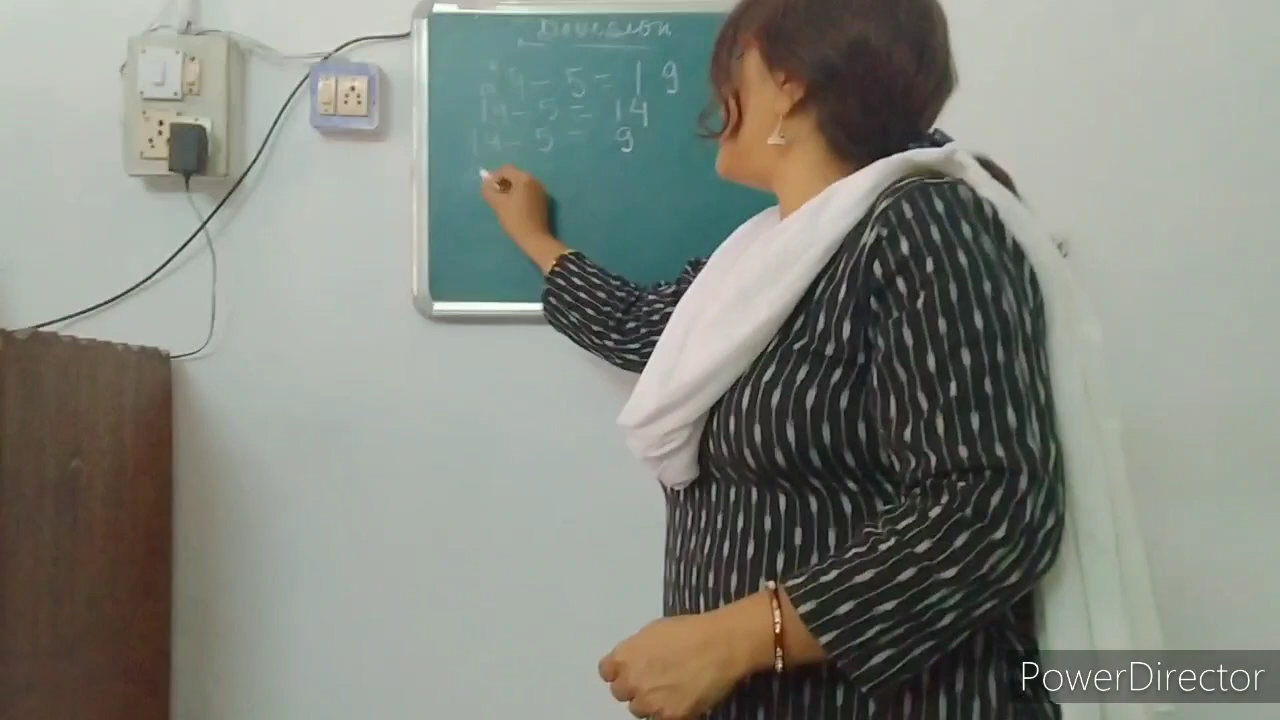 Division
24 - 5 = 19
19 - 5 = 14
14 - 5 = 9
PowerDirector